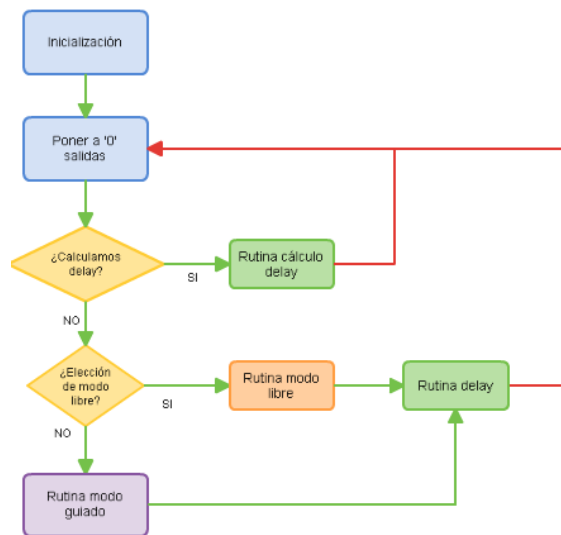 Inicialización
Poner a '0'
salidas
¿Calculamos
delay?
SI
Rutina cálculo
delay
NO
¿Elección
de modo
libre?
SI
Rutina modo
libre
Rutina delay
NO
Rutina modo
guiado